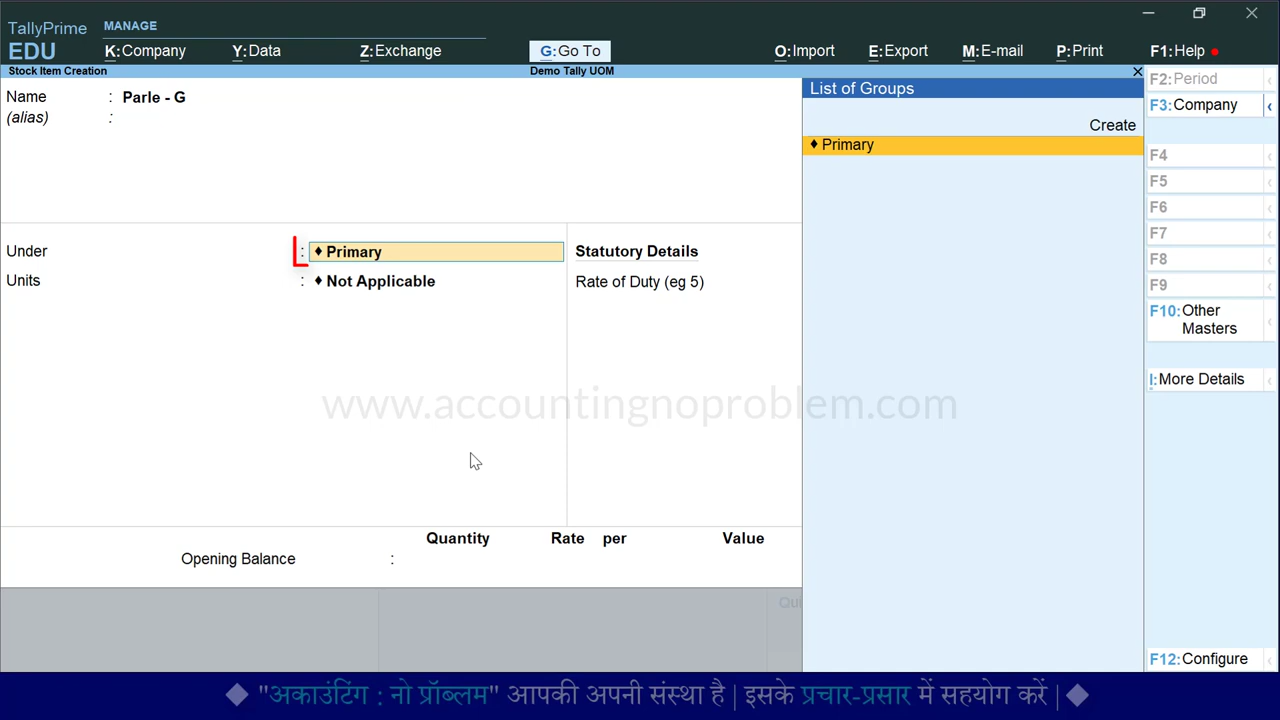 TallyPrime
MANAGE
EDU
K:Company
Y:Data
Z:Exchange
G:Go To
O:Import
E:Export
M:E-mail
P:Print
F1:Help
Stock Item Creation
Demo Tally UOM
Name : Parle - G
(alias) :
Under : ♦ Primary
Units : ♦ Not Applicable
Statutory Details
Rate of Duty (eg 5)
Quantity Rate per Value
Opening Balance :
List of Groups
Create
♦ Primary
F2:Period
F3:Company
F4
F5
F6
F7
F8
F9
F10:Other
Masters
I:More Details
F12:Configure
www.accountingnoproblem.com
Qui
◆ "अकाउंटिंग : नो प्रॉब्लम" आपकी अपनी संस्था है | इसके प्रचार-प्रसार में सहयोग करें | ◆